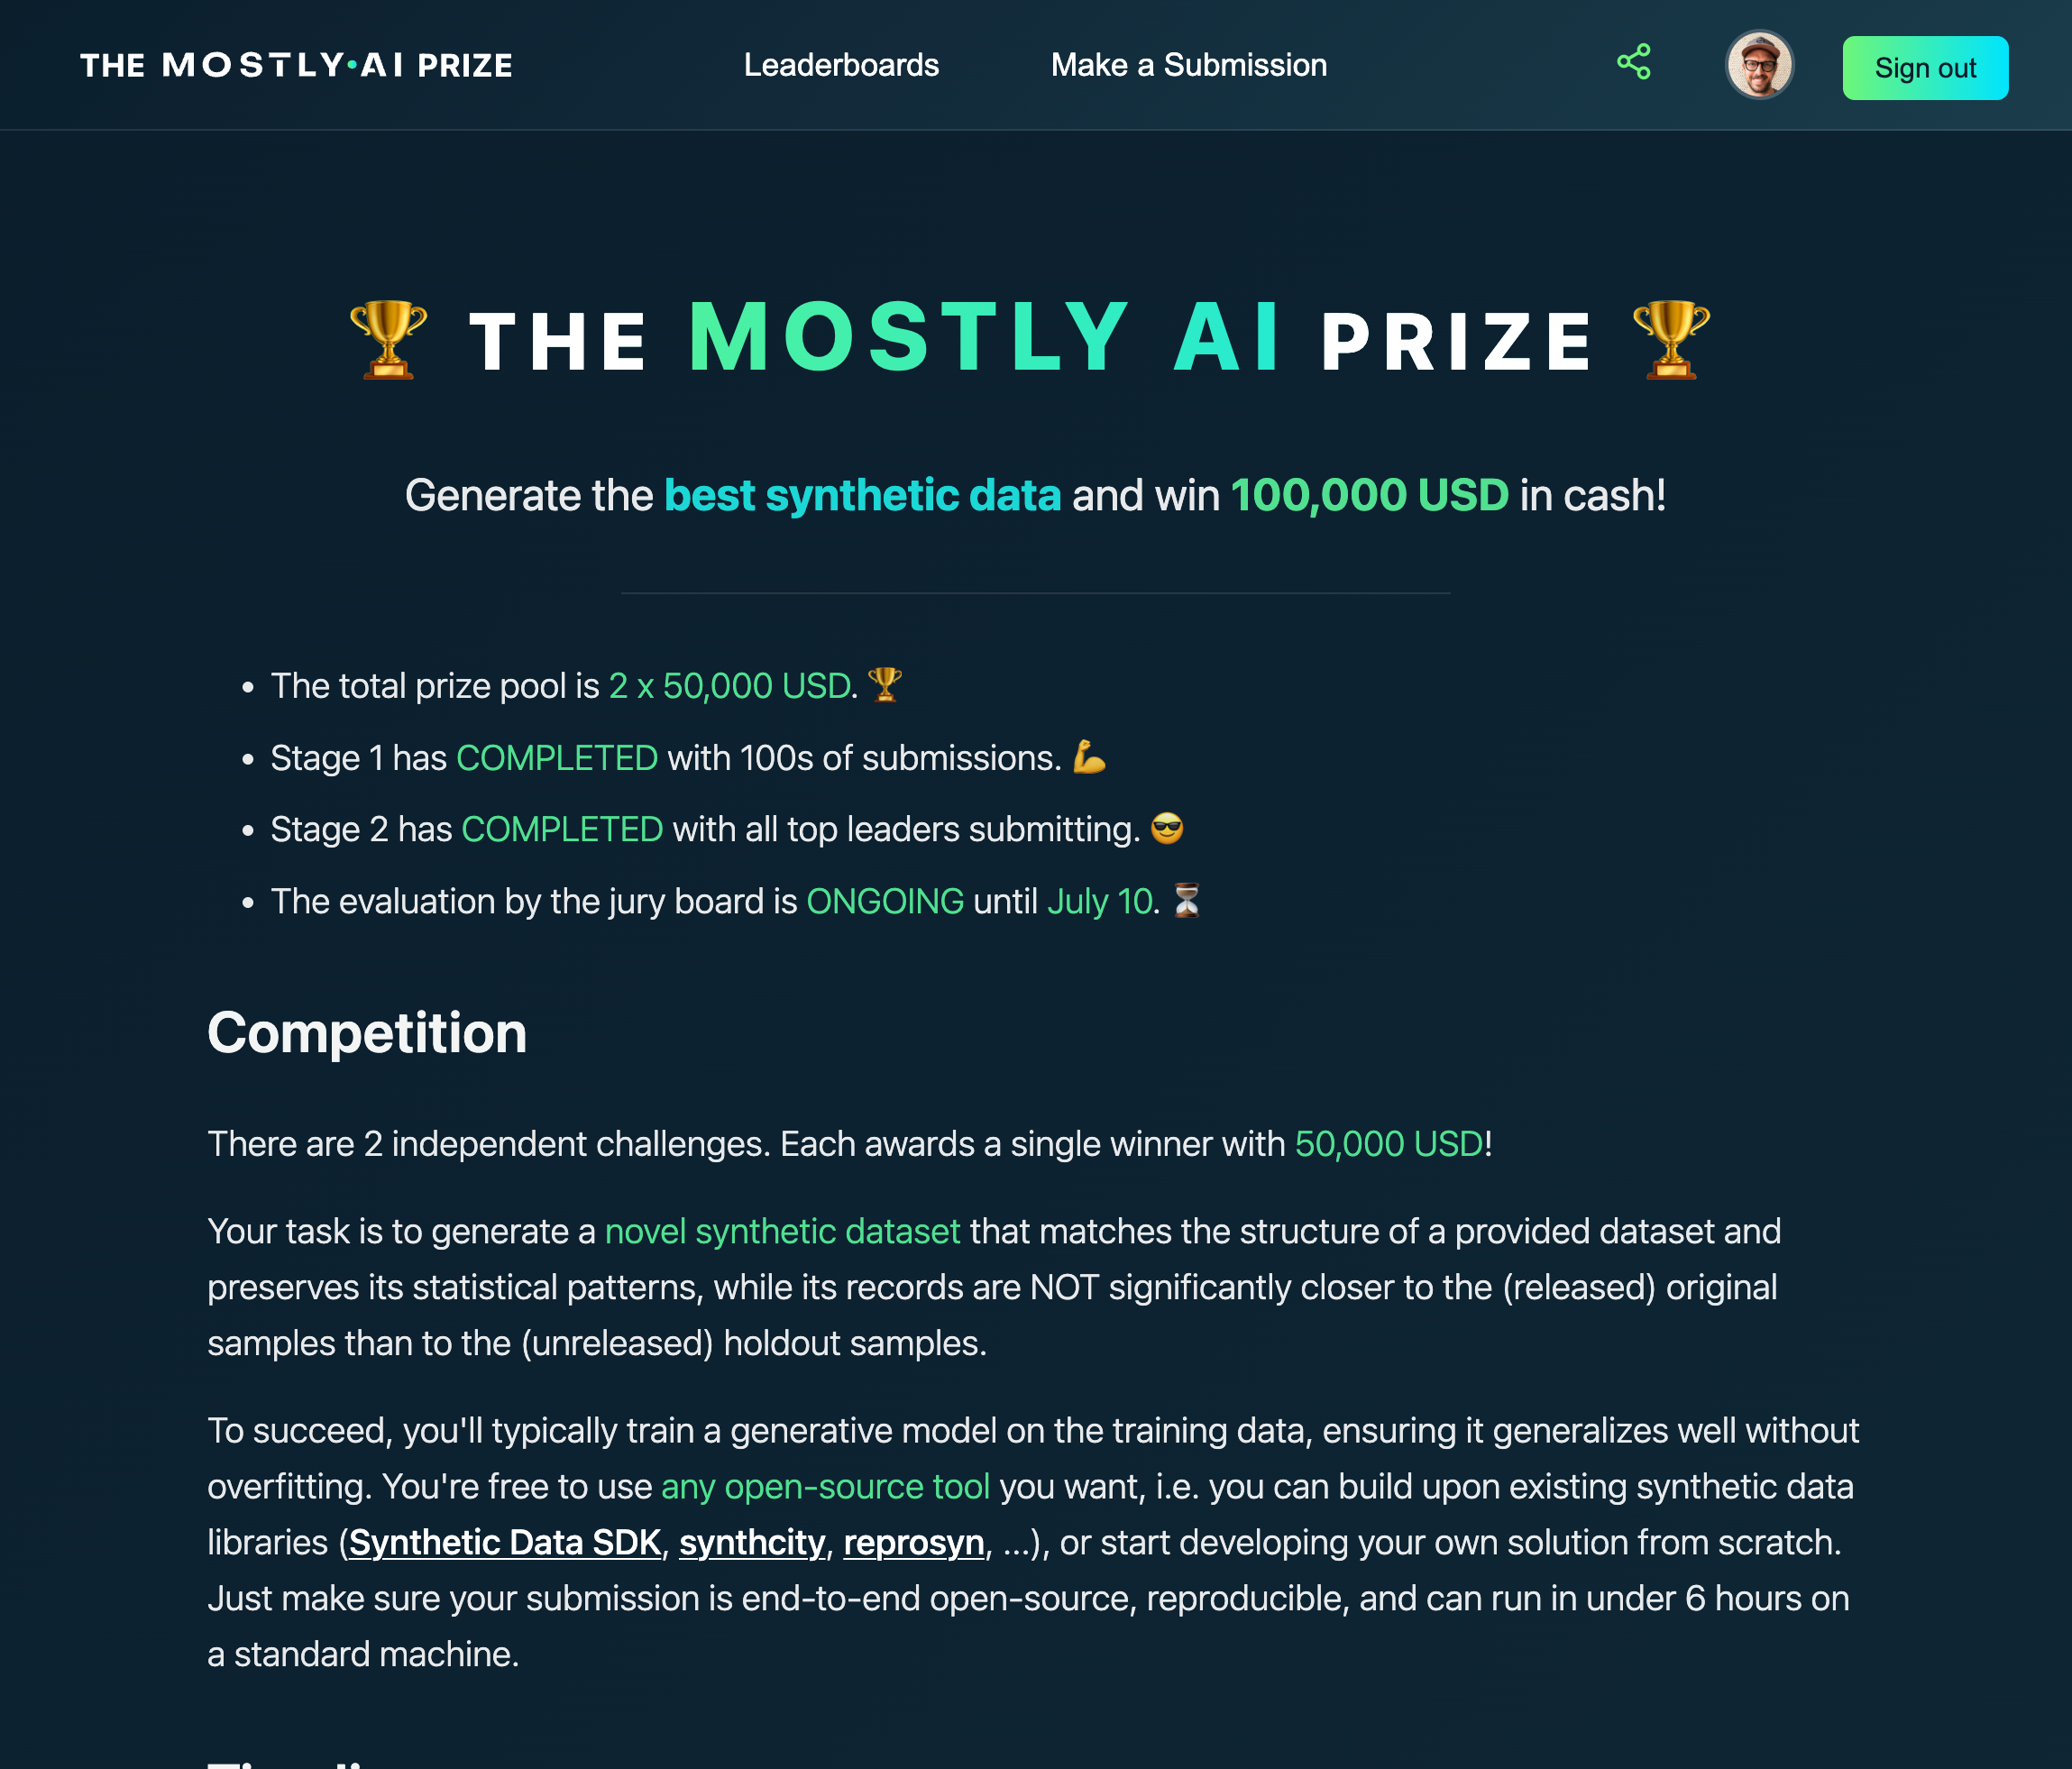 THE MOSTLY•AI PRIZE
Leaderboards
Make a Submission
Sign out
🏆 THE MOSTLY AI PRIZE 🏆
Generate the best synthetic data and win 100,000 USD in cash!
• The total prize pool is 2 x 50,000 USD. 🏆
• Stage 1 has COMPLETED with 100s of submissions. 💪
• Stage 2 has COMPLETED with all top leaders submitting. 😎
• The evaluation by the jury board is ONGOING until July 10. ⏳
Competition
There are 2 independent challenges. Each awards a single winner with 50,000 USD!
Your task is to generate a novel synthetic dataset that matches the structure of a provided dataset and
preserves its statistical patterns, while its records are NOT significantly closer to the (released) original
samples than to the (unreleased) holdout samples.
To succeed, you'll typically train a generative model on the training data, ensuring it generalizes well without
overfitting. You're free to use any open-source tool you want, i.e. you can build upon existing synthetic data
libraries (Synthetic Data SDK, synthcity, reprosyn, ...), or start developing your own solution from scratch.
Just make sure your submission is end-to-end open-source, reproducible, and can run in under 6 hours on
a standard machine.